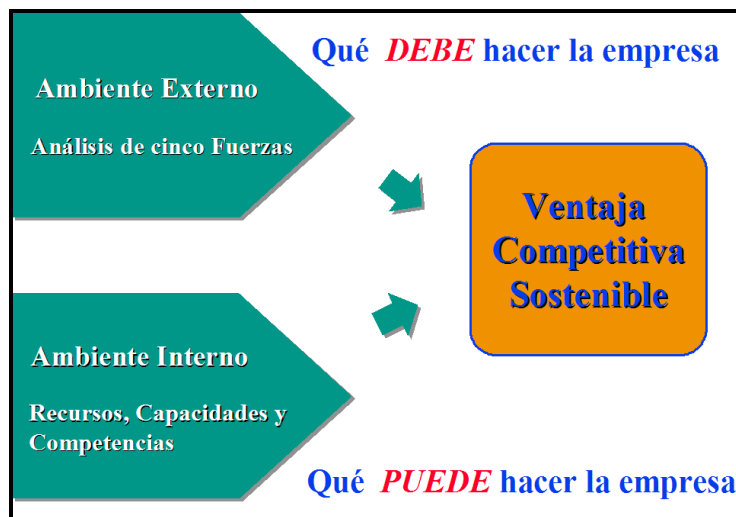 Qué DEBE hacer la empresa
Ambiente Externo
Análisis de cinco Fuerzas
Ventaja
Competitiva
Sostenible
Ambiente Interno
Recursos, Capacidades y
Competencias
Qué PUEDE hacer la empresa